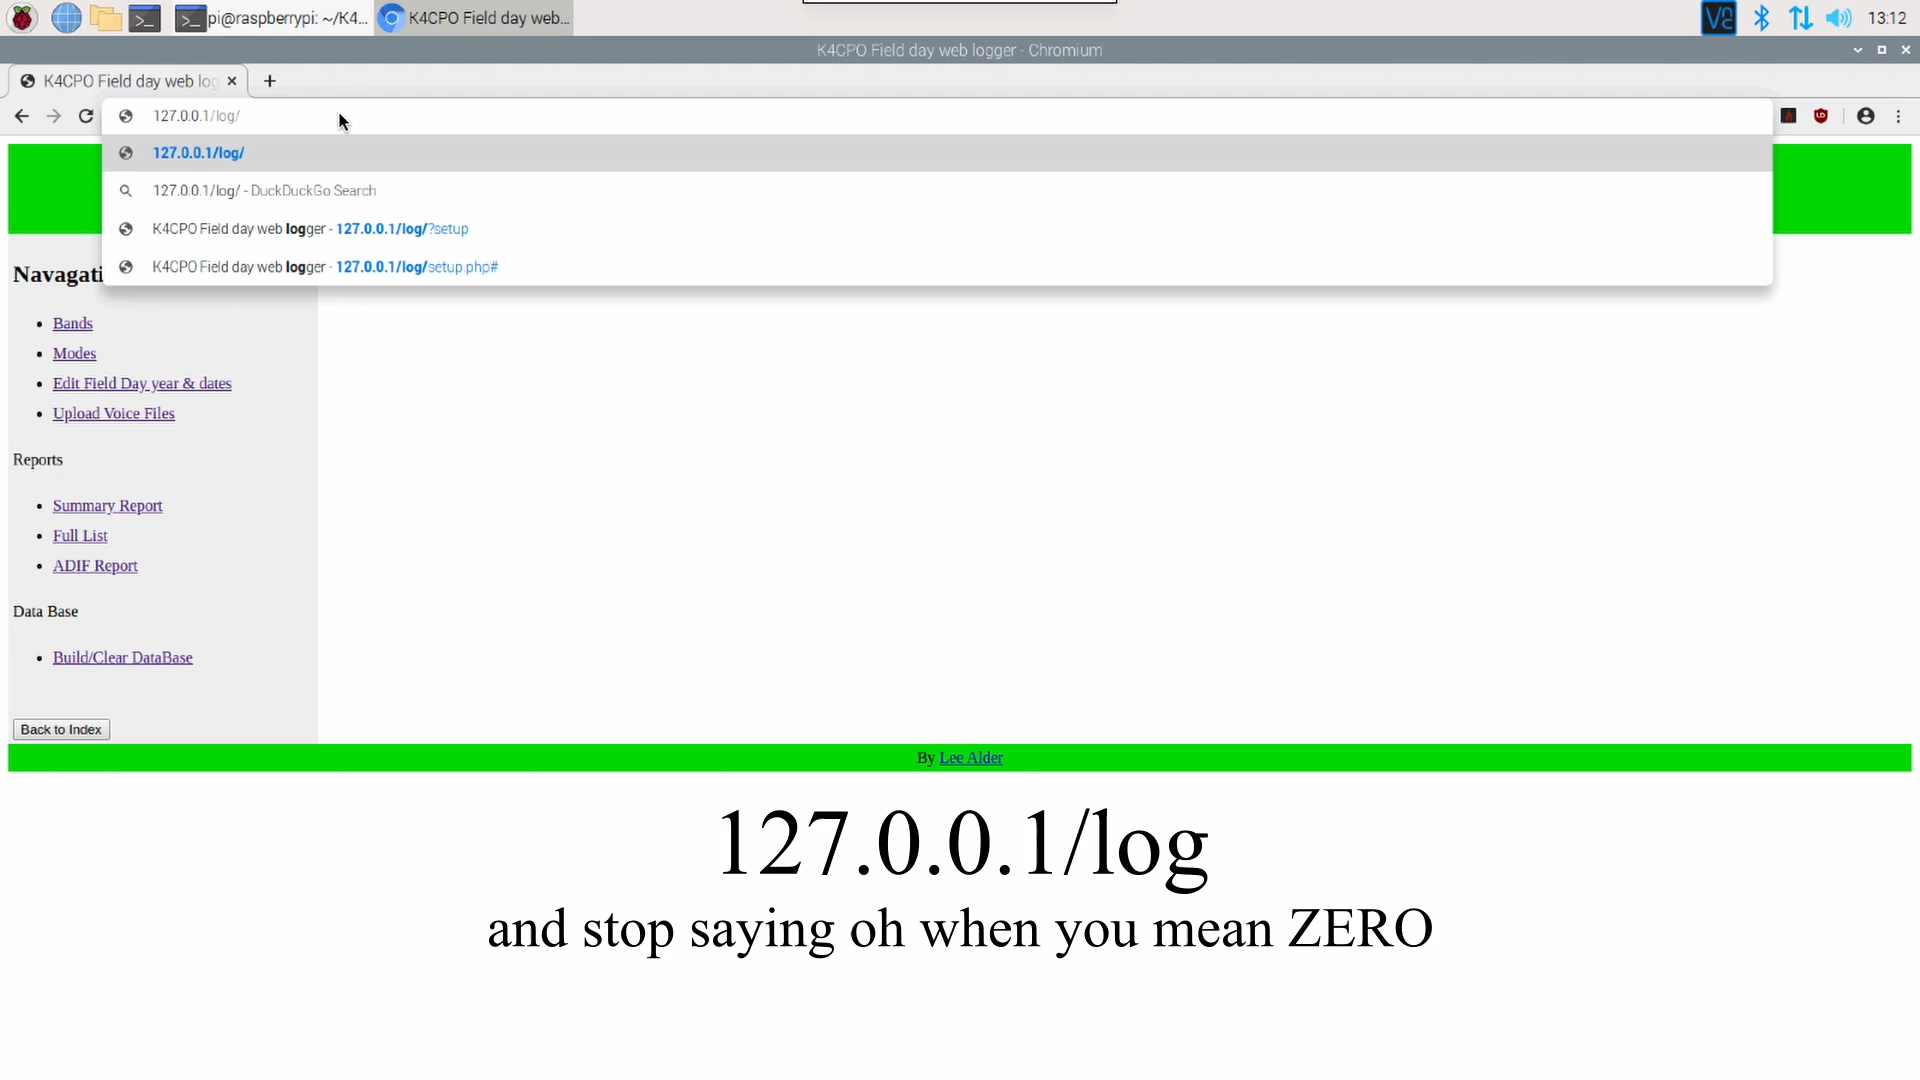 pi@raspberrypi: ~/K4...
K4CPO Field day web...
13:12
K4CPO Field day web logger - Chromium
K4CPO Field day web log
127.0.0.1/log/
127.0.0.1/log/
127.0.0.1/log/ - DuckDuckGo Search
K4CPO Field day web logger - 127.0.0.1/log/?setup
K4CPO Field day web logger - 127.0.0.1/log/setup.php#
Navagati
Bands
Modes
Edit Field Day year & dates
Upload Voice Files
Reports
Summary Report
Full List
ADIF Report
Data Base
Build/Clear DataBase
Back to Index
By Lee Alder
127.0.0.1/log
and stop saying oh when you mean ZERO